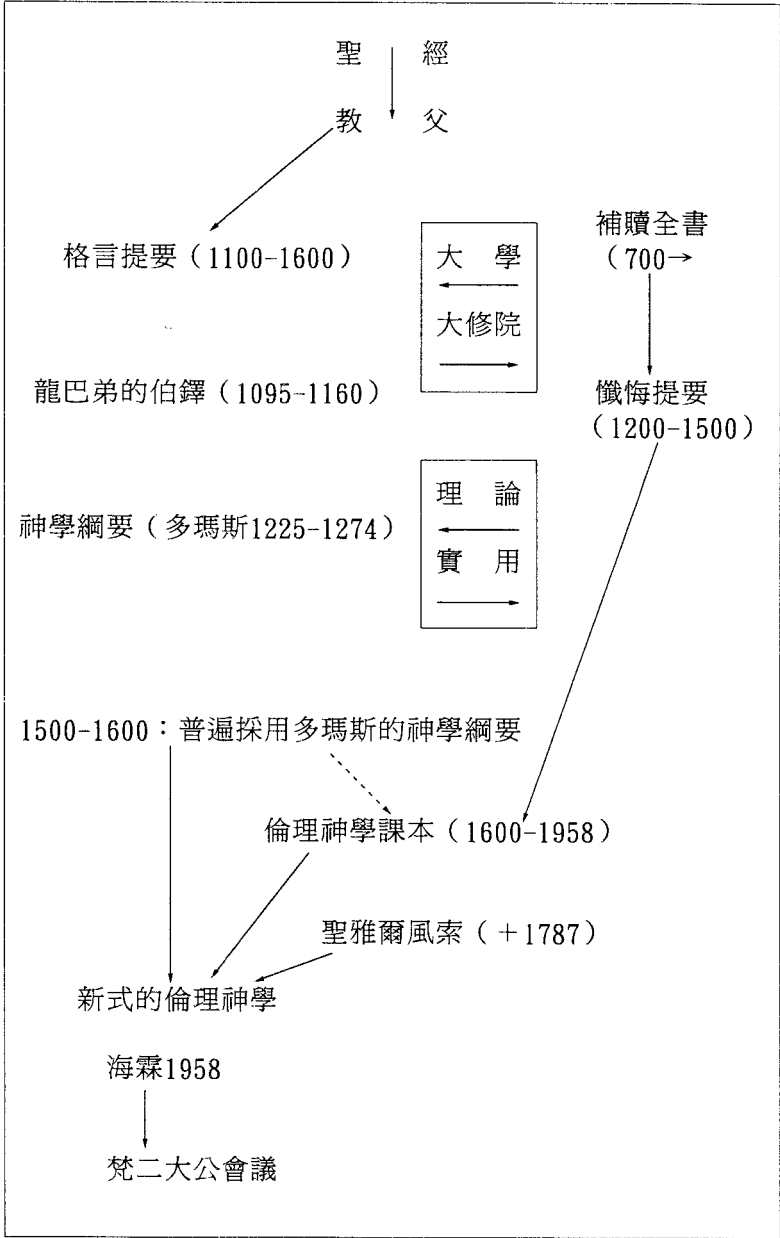 聖 經
教 父
格言提要（1100-1600）
大 學
大修院
補贖全書
（700→
龍巴弟的伯鐸（1095-1160）
懺悔提要
（1200-1500）
神學綱要（多瑪斯1225-1274）
理 論
實 用
1500-1600：普遍採用多瑪斯的神學綱要
倫理神學課本（1600-1958）
聖雅爾風索（＋1787）
新式的倫理神學
海霖1958
梵二大公會議